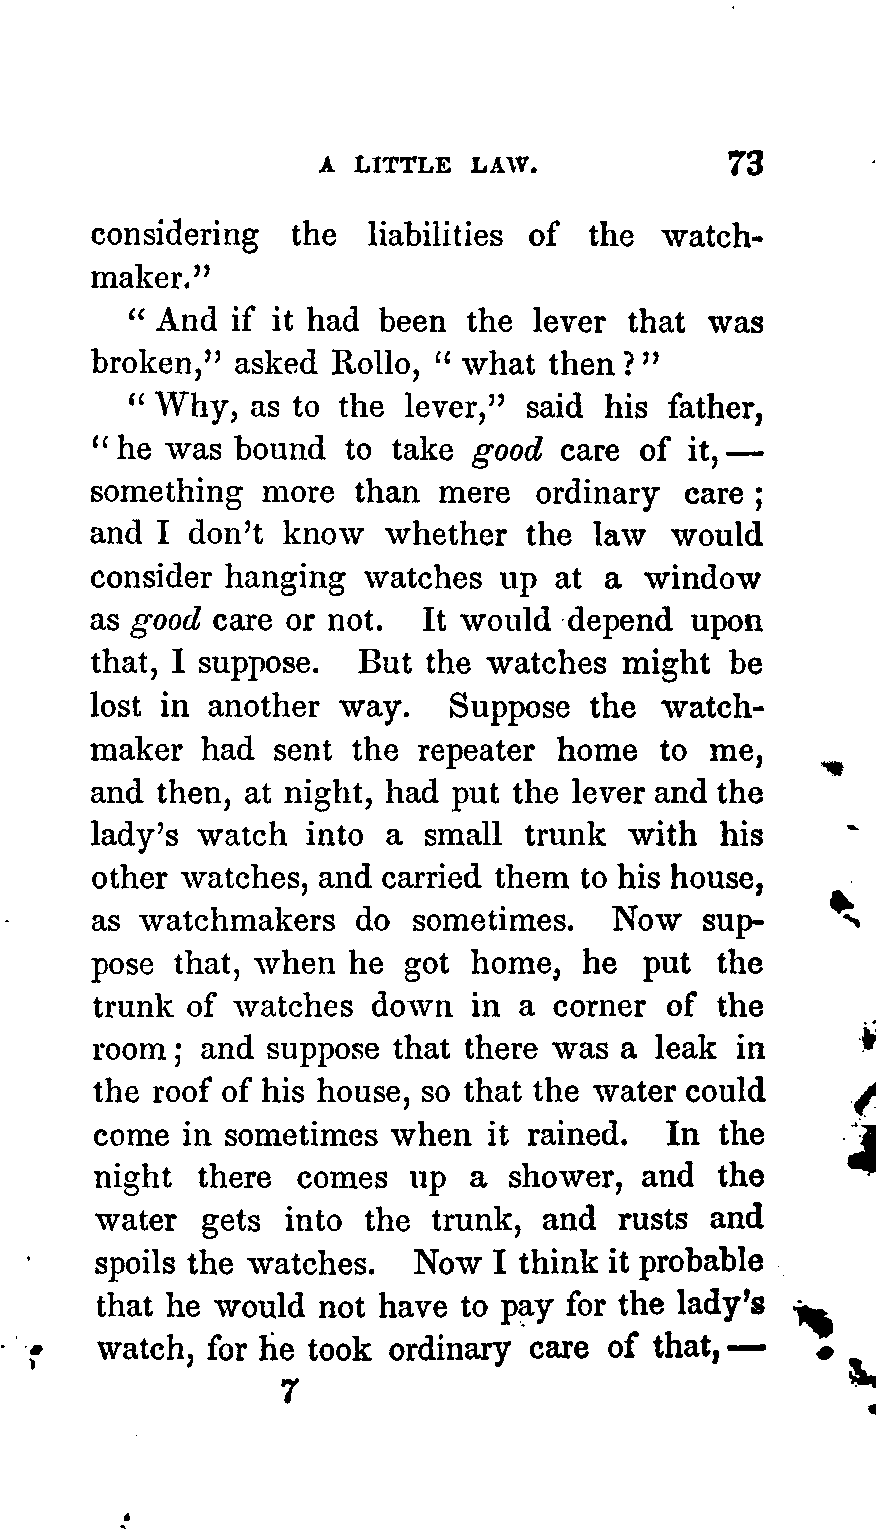 A LITTLE LAW. 73
considering the liabilities of the watch-
maker."
" And if it had been the lever that was
broken," asked Rollo, " what then ? "
" Why, as to the lever," said his father,
" he was bound to take good care of it, —
something more than mere ordinary care ;
and I don't know whether the law would
consider hanging watches up at a window
as good care or not. It would depend upon
that, I suppose. But the watches might be
lost in another way. Suppose the watch-
maker had sent the repeater home to me,
and then, at night, had put the lever and the
lady's watch into a small trunk with his
other watches, and carried them to his house,
as watchmakers do sometimes. Now sup-
pose that, when he got home, he put the
trunk of watches down in a corner of the
room ; and suppose that there was a leak in
the roof of his house, so that the water could
come in sometimes when it rained. In the
night there comes up a shower, and the
water gets into the trunk, and rusts and
spoils the watches. Now I think it probable
that he would not have to pay for the lady's
watch, for he took ordinary care of that, —
7